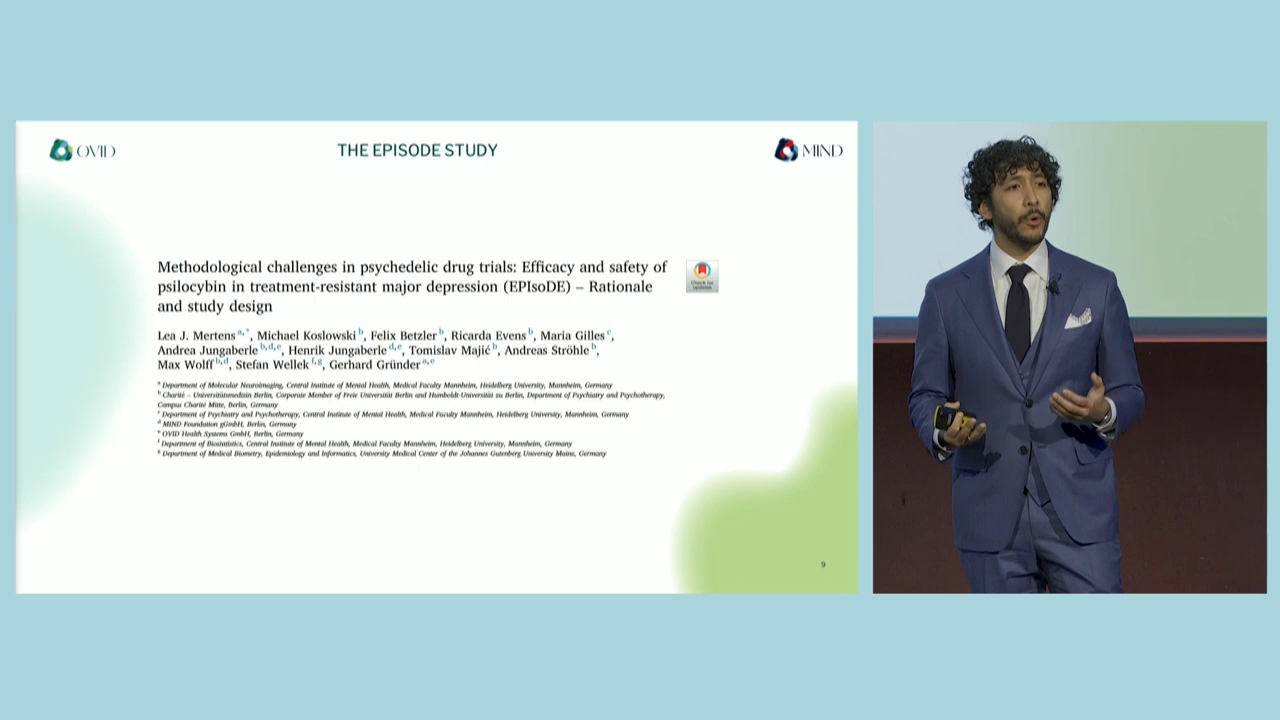 OVID
THE EPISODE STUDY
MIND
Methodological challenges in psychedelic drug trials: Efficacy and safety of
psilocybin in treatment-resistant major depression (EPIsoDE) – Rationale
and study design
Check for
updates
Lea J. Mertens a,*, Michael Koslowski b, Felix Betzler b, Ricarda Evens b, Maria Gilles c,
Andrea Jungaberle b,d,e, Henrik Jungaberle d,e, Tomislav Majić b, Andreas Ströhle b,
Max Wolff b,d, Stefan Wellek f,g, Gerhard Gründer a,e
a Department of Molecular Neuroimaging, Central Institute of Mental Health, Medical Faculty Mannheim, Heidelberg University, Mannheim, Germany
b Charité – Universitätsmedizin Berlin, Corporate Member of Freie Universität Berlin and Humboldt-Universität zu Berlin, Department of Psychiatry and Psychotherapy,
Campus Charité Mitte, Berlin, Germany
c Department of Psychiatry and Psychotherapy, Central Institute of Mental Health, Medical Faculty Mannheim, Heidelberg University, Mannheim, Germany
d MIND Foundation gGmbH, Berlin, Germany
e OVID Health Systems GmbH, Berlin, Germany
f Department of Biostatistics, Central Institute of Mental Health, Medical Faculty Mannheim, Heidelberg University, Mannheim, Germany
g Department of Medical Biometry, Epidemiology and Informatics, University Medical Center of the Johannes Gutenberg University Mainz, Germany
9